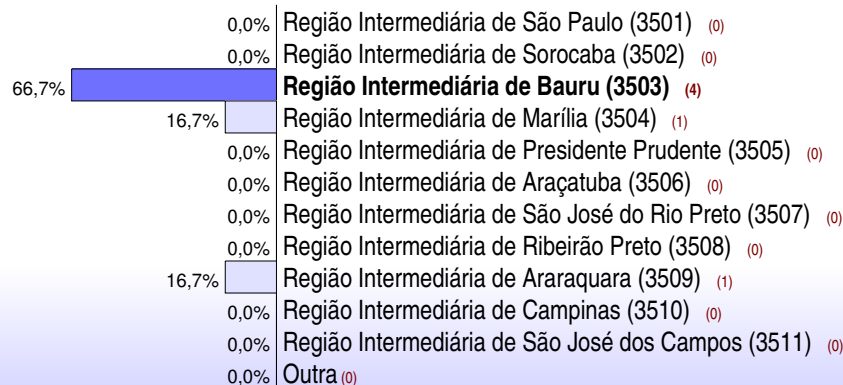 0,0% Região Intermediária de São Paulo (3501) (0)
0,0% Região Intermediária de Sorocaba (3502) (0)
66,7% Região Intermediária de Bauru (3503) (4)
16,7% Região Intermediária de Marília (3504) (1)
0,0% Região Intermediária de Presidente Prudente (3505) (0)
0,0% Região Intermediária de Araçatuba (3506) (0)
0,0% Região Intermediária de São José do Rio Preto (3507) (0)
0,0% Região Intermediária de Ribeirão Preto (3508) (0)
16,7% Região Intermediária de Araraquara (3509) (1)
0,0% Região Intermediária de Campinas (3510) (0)
0,0% Região Intermediária de São José dos Campos (3511) (0)
0,0% Outra (0)